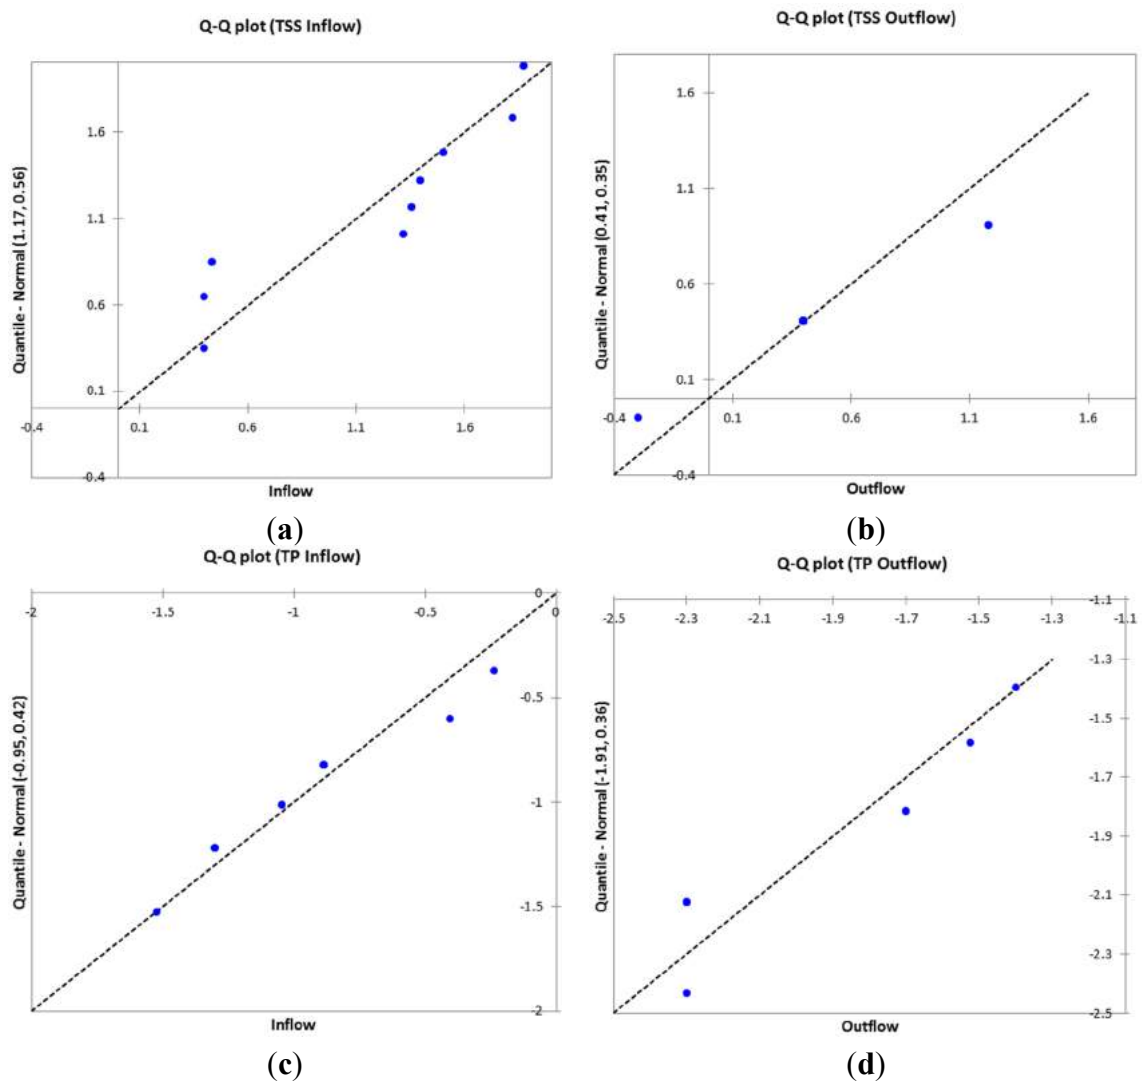 Q-Q plot (TSS Inflow)
Quantile - Normal (1.17, 0.56)
1.6
1.1
0.6
0.1
-0.4
-0.4 0.1 0.6 1.1 1.6
Inflow
(a)
Q-Q plot (TSS Outflow)
Quantile - Normal (0.41, 0.35)
1.6
1.1
0.6
0.1
-0.4
-0.4 0.1 0.6 1.1 1.6
Outflow
(b)
Q-Q plot (TP Inflow)
Quantile - Normal (-0.95, 0.42)
-2 -1.5 -1 -0.5 0
0
-0.5
-1
-1.5
-2
Inflow
(c)
Q-Q plot (TP Outflow)
Quantile - Normal (-1.91, 0.36)
-2.5 -2.3 -2.1 -1.9 -1.7 -1.5 -1.3 -1.1
-1.1
-1.3
-1.5
-1.7
-1.9
-2.1
-2.3
-2.5
Outflow
(d)